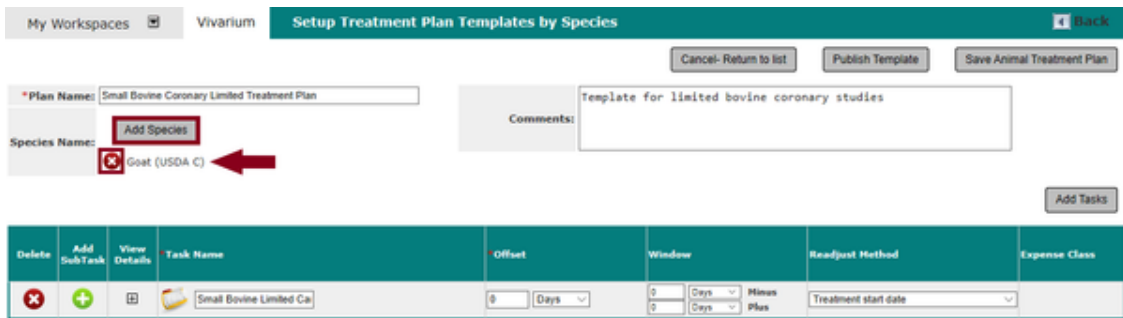 My Workspaces Vivarium Setup Treatment Plan Templates by Species Back
Cancel- Return to list Publish Template Save Animal Treatment Plan
*Plan Name: Small Bovine Coronary Limited Treatment Plan
Comments: Template for limited bovine coronary studies
Species Name: Add Species
Goat (USDA C)
Add Tasks
Delete Add SubTask View Details *Task Name *Offset Window Readjust Method Expense Class
Small Bovine Limited Ca 0 Days 0 Days Minus Treatment start date
0 Days Plus